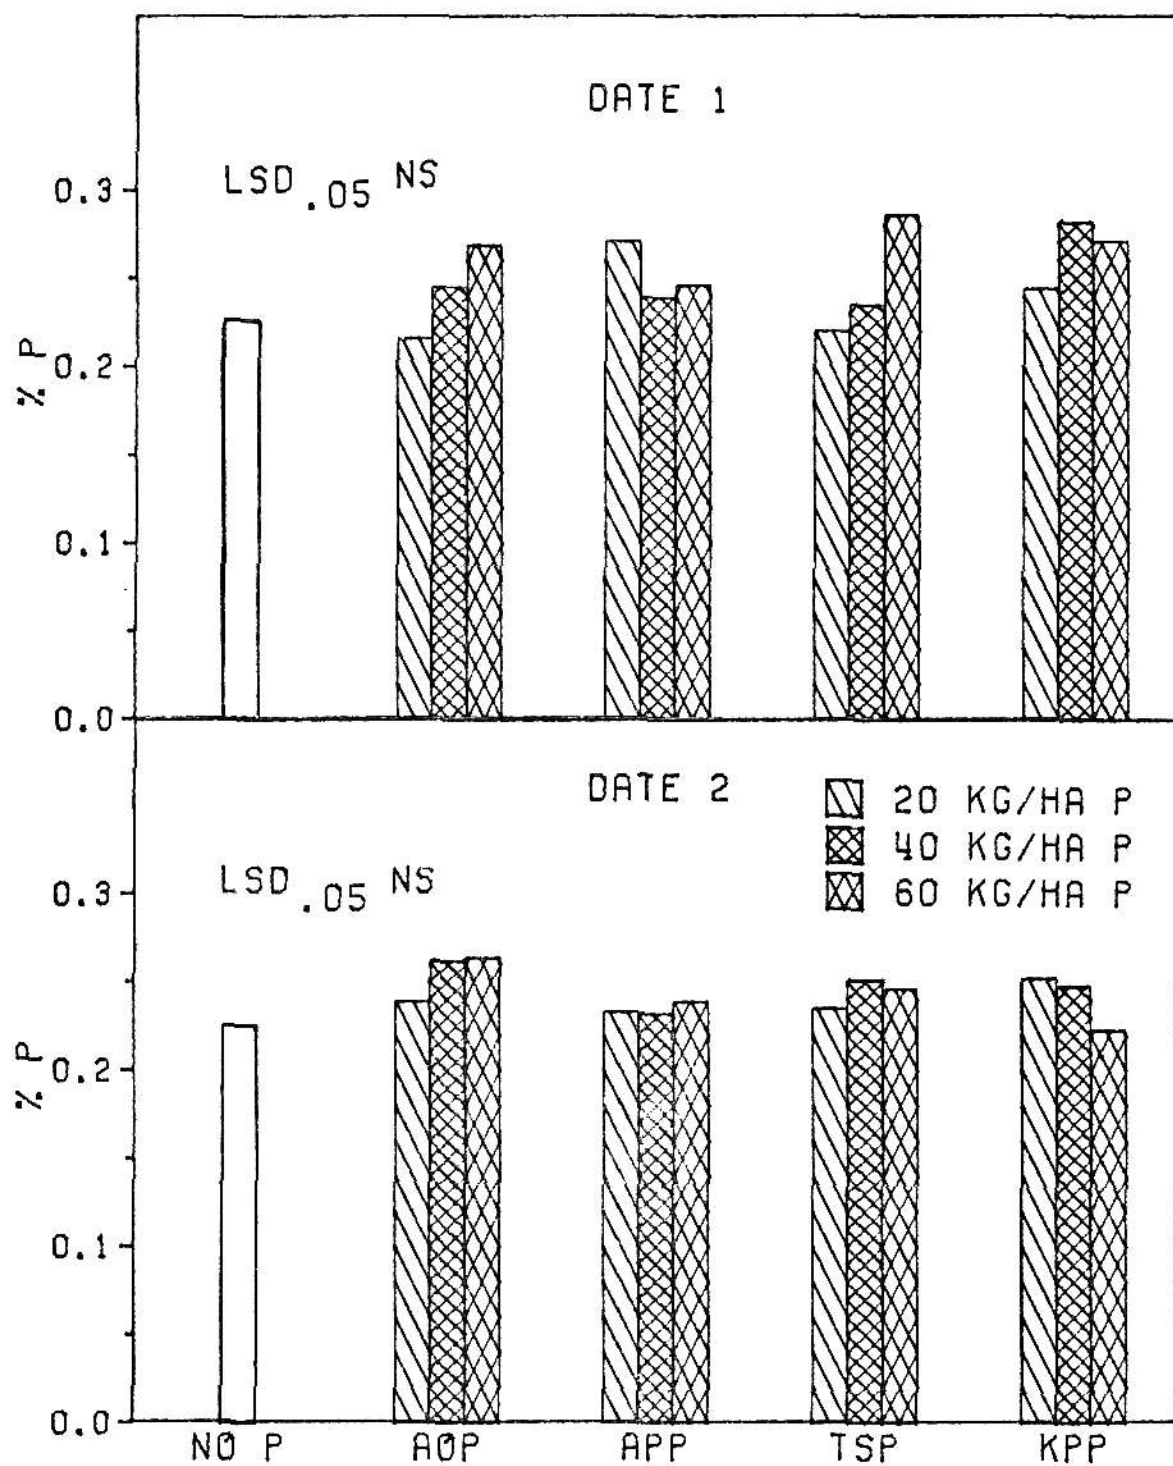 DATE 1
LSD .05 NS
0.3
0.2
0.1
0.0
% P
DATE 2
20 KG/HA P
40 KG/HA P
60 KG/HA P
LSD .05 NS
0.3
0.2
0.1
0.0
% P
NO P AOP APP TSP KPP